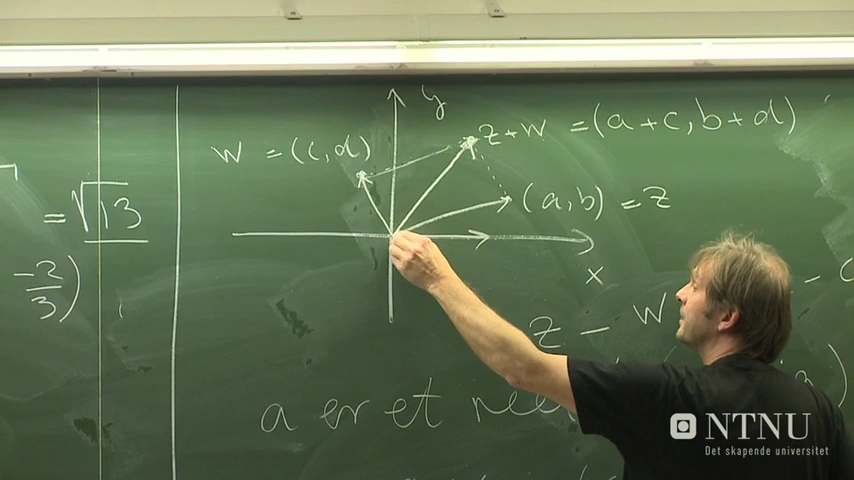 = √13
-2/3)
y
w = (c, d)
z + w = (a + c, b + d)
(a, b) = z
x
z - w
a er et
NTNU
Det skapende universitet